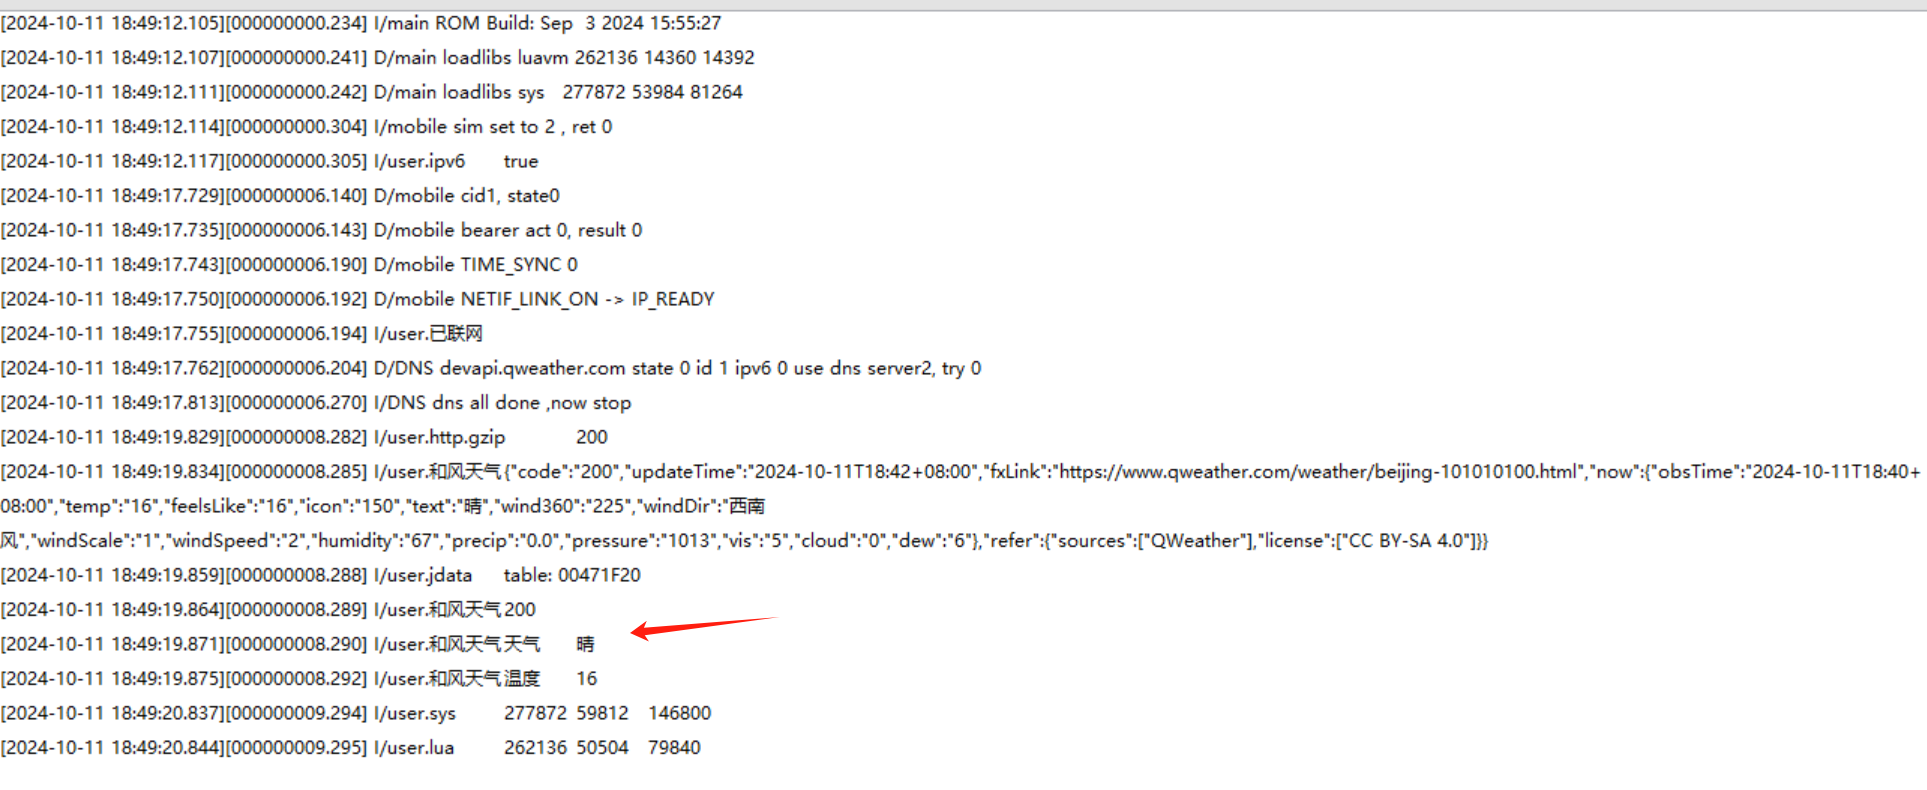 [2024-10-11 18:49:12.105][000000000.234] I/main ROM Build: Sep  3 2024 15:55:27
[2024-10-11 18:49:12.107][000000000.241] D/main loadlibs luavm 262136 14360 14392
[2024-10-11 18:49:12.111][000000000.242] D/main loadlibs sys   277872 53984 81264
[2024-10-11 18:49:12.114][000000000.304] I/mobile sim set to 2 , ret 0
[2024-10-11 18:49:12.117][000000000.305] I/user.ipv6	true
[2024-10-11 18:49:17.729][000000006.140] D/mobile cid1, state0
[2024-10-11 18:49:17.735][000000006.143] D/mobile bearer act 0, result 0
[2024-10-11 18:49:17.743][000000006.190] D/mobile TIME_SYNC 0
[2024-10-11 18:49:17.750][000000006.192] D/mobile NETIF_LINK_ON -> IP_READY
[2024-10-11 18:49:17.755][000000006.194] I/user.已联网
[2024-10-11 18:49:17.762][000000006.204] D/DNS devapi.qweather.com state 0 id 1 ipv6 0 use dns server2, try 0
[2024-10-11 18:49:17.813][000000006.270] I/DNS dns all done ,now stop
[2024-10-11 18:49:19.829][000000008.282] I/user.http.gzip	200
[2024-10-11 18:49:19.834][000000008.285] I/user.和风天气{"code":"200","updateTime":"2024-10-11T18:42+08:00","fxLink":"https://www.qweather.com/weather/beijing-101010100.html","now":{"obsTime":"2024-10-11T18:40+
08:00","temp":"16","feelsLike":"16","icon":"150","text":"晴","wind360":"225","windDir":"西南
风","windScale":"1","windSpeed":"2","humidity":"67","precip":"0.0","pressure":"1013","vis":"5","cloud":"0","dew":"6"},"refer":{"sources":["QWeather"],"license":["CC BY-SA 4.0"]}}
[2024-10-11 18:49:19.859][000000008.288] I/user.jdata	table: 00471F20
[2024-10-11 18:49:19.864][000000008.289] I/user.和风天气200
[2024-10-11 18:49:19.871][000000008.290] I/user.和风天气天气	晴
[2024-10-11 18:49:19.875][000000008.292] I/user.和风天气温度	16
[2024-10-11 18:49:20.837][000000009.294] I/user.sys	277872	59812	146800
[2024-10-11 18:49:20.844][000000009.295] I/user.lua	262136	50504	79840